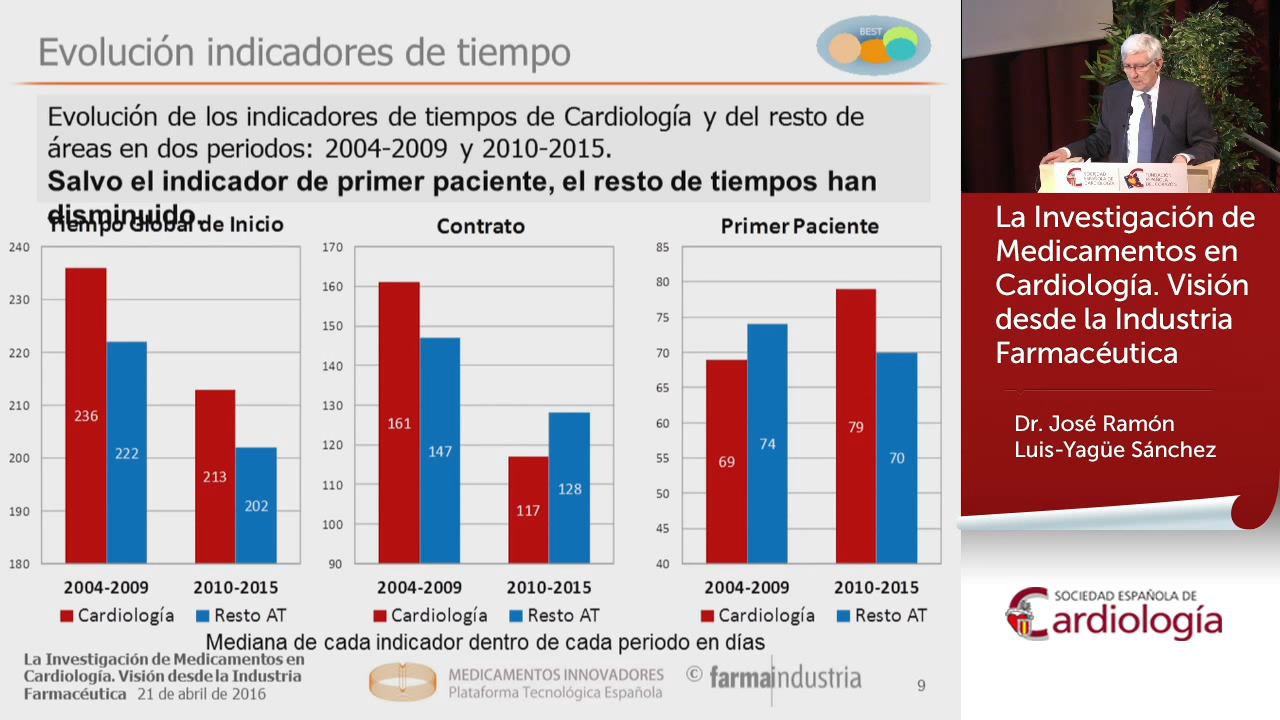 Evolución indicadores de tiempo
BEST
Evolución de los indicadores de tiempos de Cardiología y del resto de
áreas en dos periodos: 2004-2009 y 2010-2015.
Salvo el indicador de primer paciente, el resto de tiempos han
disminuido.
Tiempo Global de Inicio
240
230
220
210
200
190
180
236
222
213
202
2004-2009 2010-2015
Cardiología Resto AT
Contrato
170
160
150
140
130
120
110
100
90
161
147
117
128
2004-2009 2010-2015
Cardiología Resto AT
Primer Paciente
85
80
75
70
65
60
55
50
45
40
69
74
79
70
2004-2009 2010-2015
Cardiología Resto AT
Mediana de cada indicador dentro de cada periodo en días
La Investigación de Medicamentos en
Cardiología. Visión desde la Industria
Farmacéutica 21 de abril de 2016
MEDICAMENTOS INNOVADORES
Plataforma Tecnológica Española
© farmaindustria
9
SOCIEDAD
ESPAÑOLA DE
CARDIOLOGÍA
FUNDACIÓN
ESPAÑOLA
DEL CORAZÓN
La Investigación de
Medicamentos en
Cardiología. Visión
desde la Industria
Farmacéutica
Dr. José Ramón
Luis-Yagüe Sánchez
SOCIEDAD ESPAÑOLA DE
Cardiología